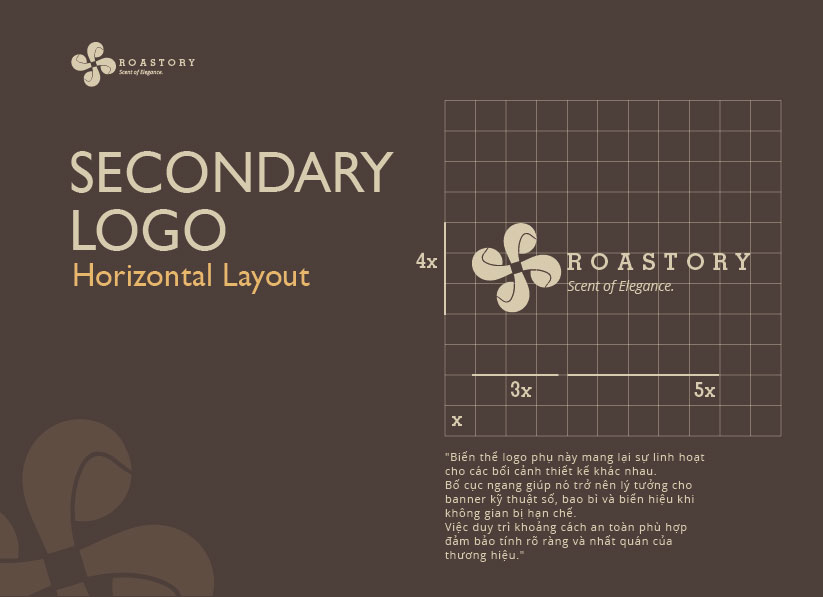 ROASTORY
Scent of Elegance.
SECONDARY
LOGO
Horizontal Layout
4x
ROASTORY
Scent of Elegance.
3x
5x
x
"Biến thể logo phụ này mang lại sự linh hoạt
cho các bối cảnh thiết kế khác nhau.
Bố cục ngang giúp nó trở nên lý tưởng cho
banner kỹ thuật số, bao bì và biển hiệu khi
không gian bị hạn chế.
Việc duy trì khoảng cách an toàn phù hợp
đảm bảo tính rõ ràng và nhất quán của
thương hiệu."